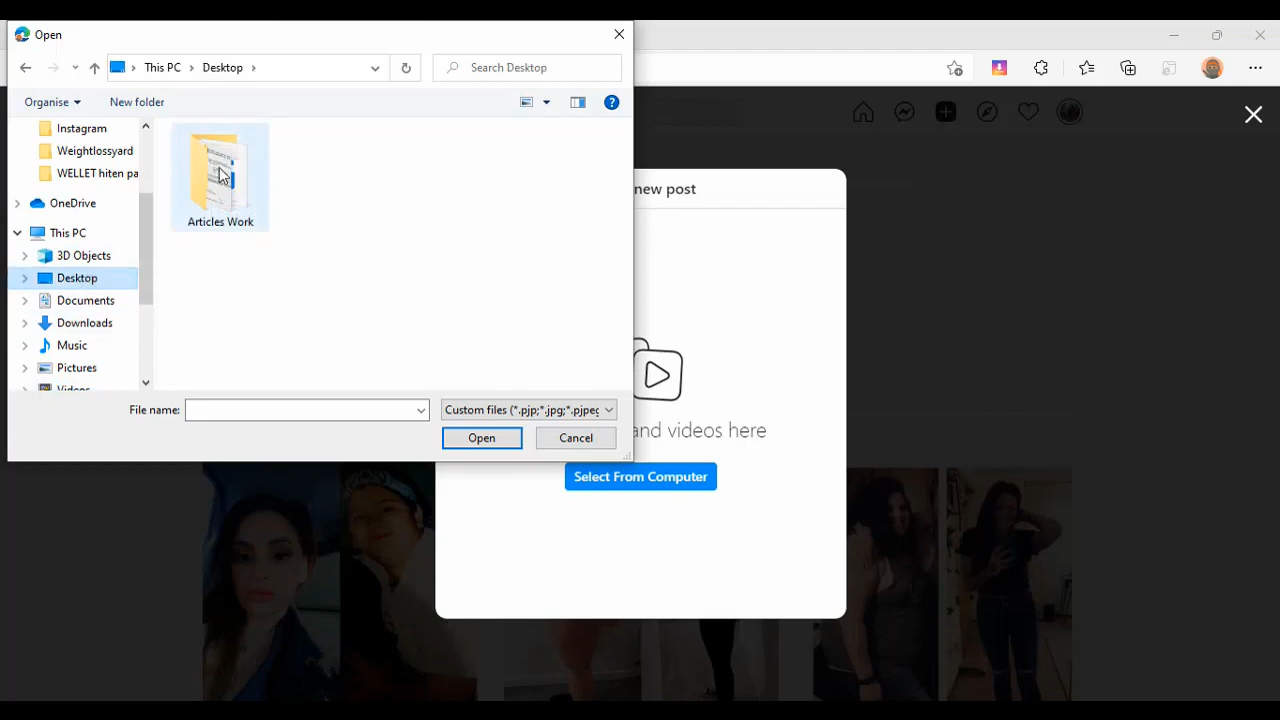 Open
This PC
Desktop
Search Desktop
Organise
New folder
Instagram
Weightlossyard
WELLET hiten pa
OneDrive
This PC
3D Objects
Desktop
Documents
Downloads
Music
Pictures
Videos
Articles Work
File name:
Custom files (*.pjp;*.jpg;*.pjpeg
Open
Cancel
new post
and videos here
Select From Computer